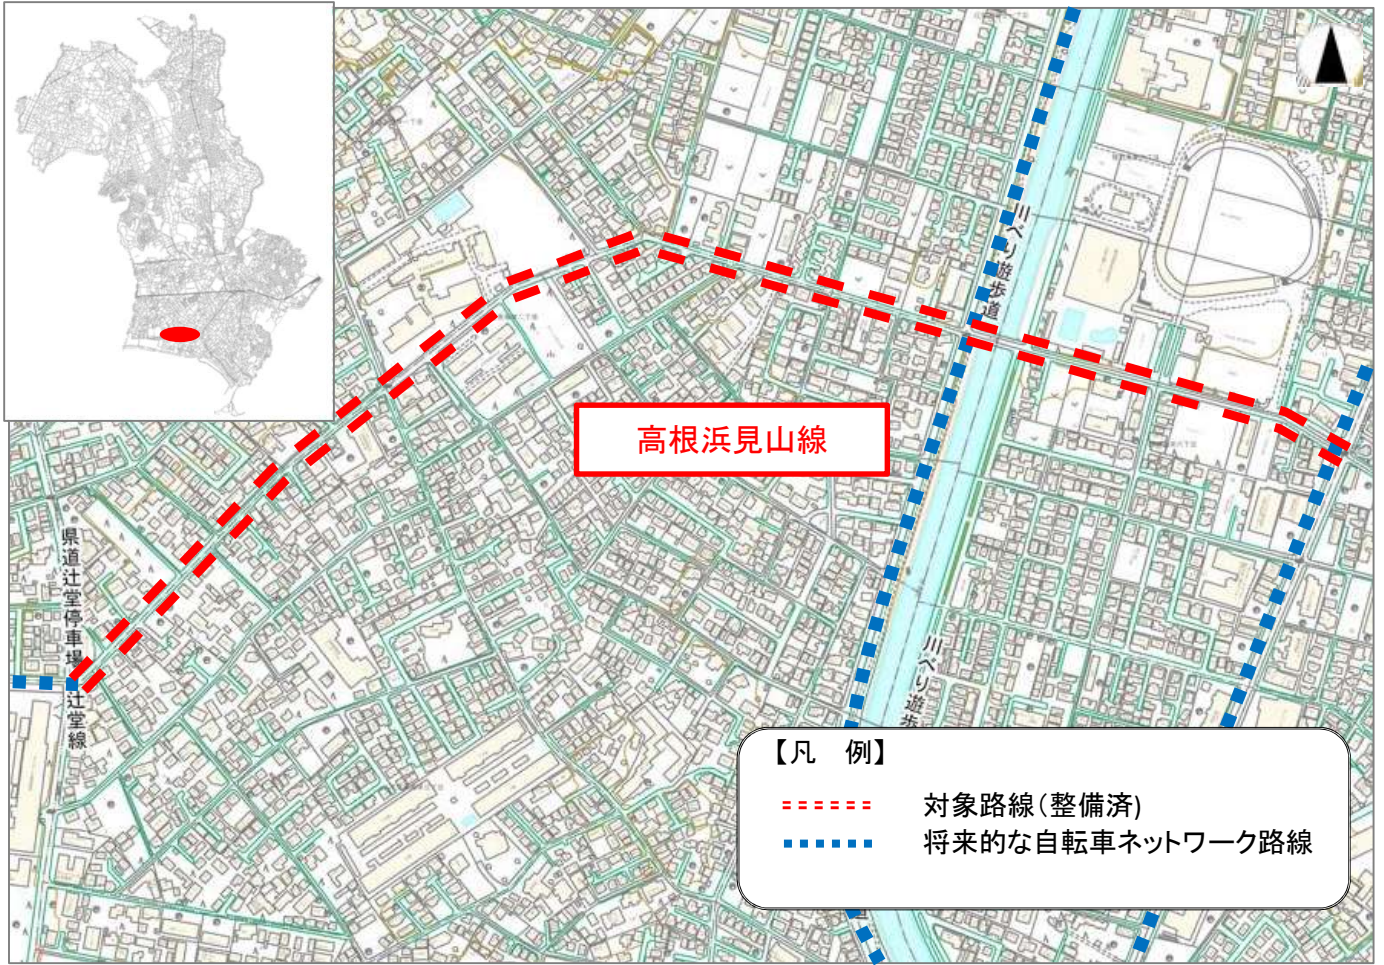 川べり遊歩道
高根浜見山線
県道辻堂停車場辻堂線
川べり遊歩
【凡　例】
対象路線(整備済)
将来的な自転車ネットワーク路線